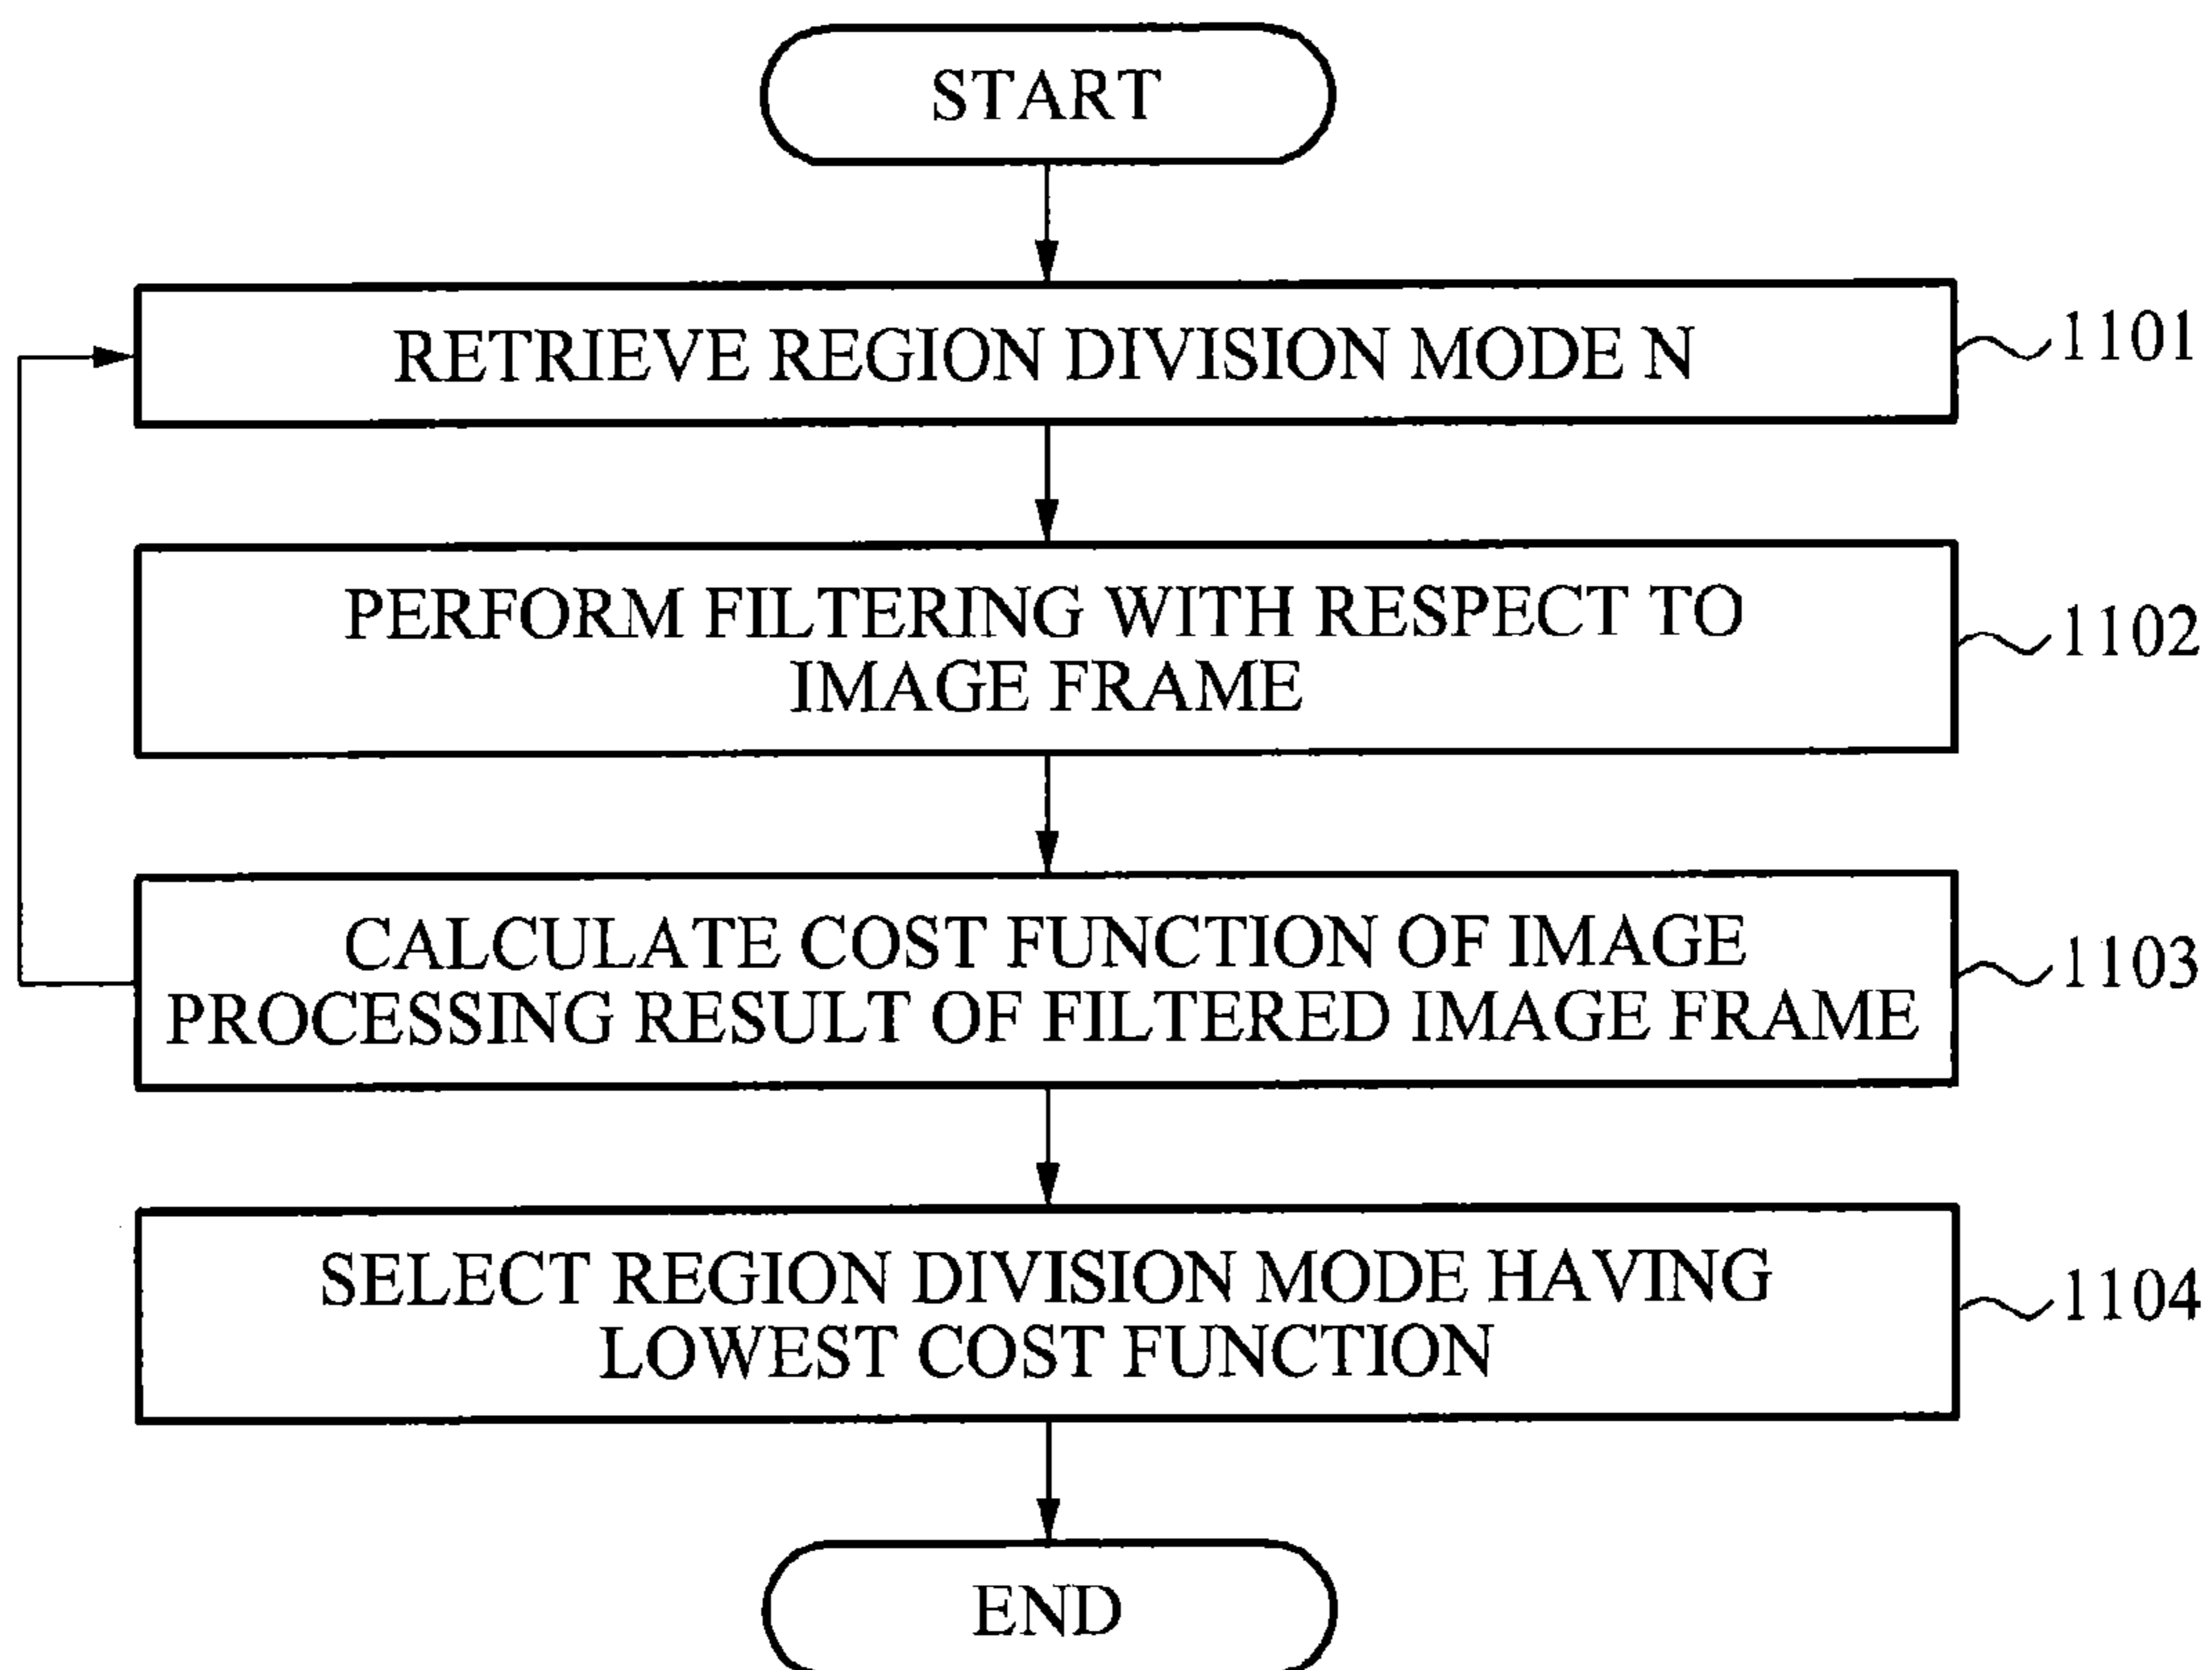 START
RETRIEVE REGION DIVISION MODE N
1101
PERFORM FILTERING WITH RESPECT TO
IMAGE FRAME
1102
CALCULATE COST FUNCTION OF IMAGE
PROCESSING RESULT OF FILTERED IMAGE FRAME
1103
SELECT REGION DIVISION MODE HAVING
LOWEST COST FUNCTION
1104
END